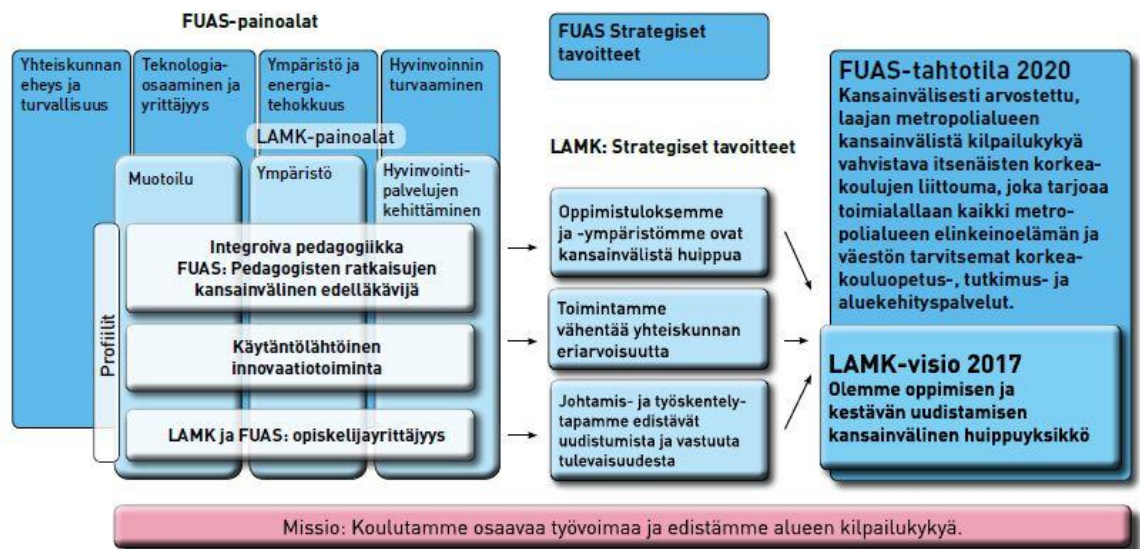 FUAS-painoalat
Yhteiskunnan
eheys ja
turvallisuus
Teknologia-
osaaminen ja
yrittäjyys
Ympäristö ja
energia-
tehokkuus
Hyvinvoinnin
turvaaminen
LAMK-painoalat
Muotoilu
Ympäristö
Hyvinvointi-
palvelujen
kehittäminen
Profiilit
Integroiva pedagogiikka
FUAS: Pedagogisten ratkaisujen
kansainvälinen edelläkävijä
Käytäntölähtöinen
innovaatiotoiminta
LAMK ja FUAS: opiskelijayrittäjyys
FUAS Strategiset
tavoitteet
LAMK: Strategiset tavoitteet
Oppimistuloksemme
ja -ympäristömme ovat
kansainvälistä huippua
Toimintamme
vähentää yhteiskunnan
eriarvoisuutta
Johtamis- ja työskentely-
tapamme edistävät
uudistumista ja vastuuta
tulevaisuudesta
FUAS-tahtotila 2020
Kansainvälisesti arvostettu,
laajan metropolialueen
kansainvälistä kilpailukykyä
vahvistava itsenäisten korkea-
koulujen liittouma, joka tarjoaa
toimialallaan kaikki metro-
polialueen elinkeinoelämän ja
väestön tarvitsemat korkea-
kouluopetus-, tutkimus- ja
aluekehityspalvelut.
LAMK-visio 2017
Olemme oppimisen ja
kestävän uudistamisen
kansainvälinen huippuyksikkö
Missio: Koulutamme osaavaa työvoimaa ja edistämme alueen kilpailukykyä.